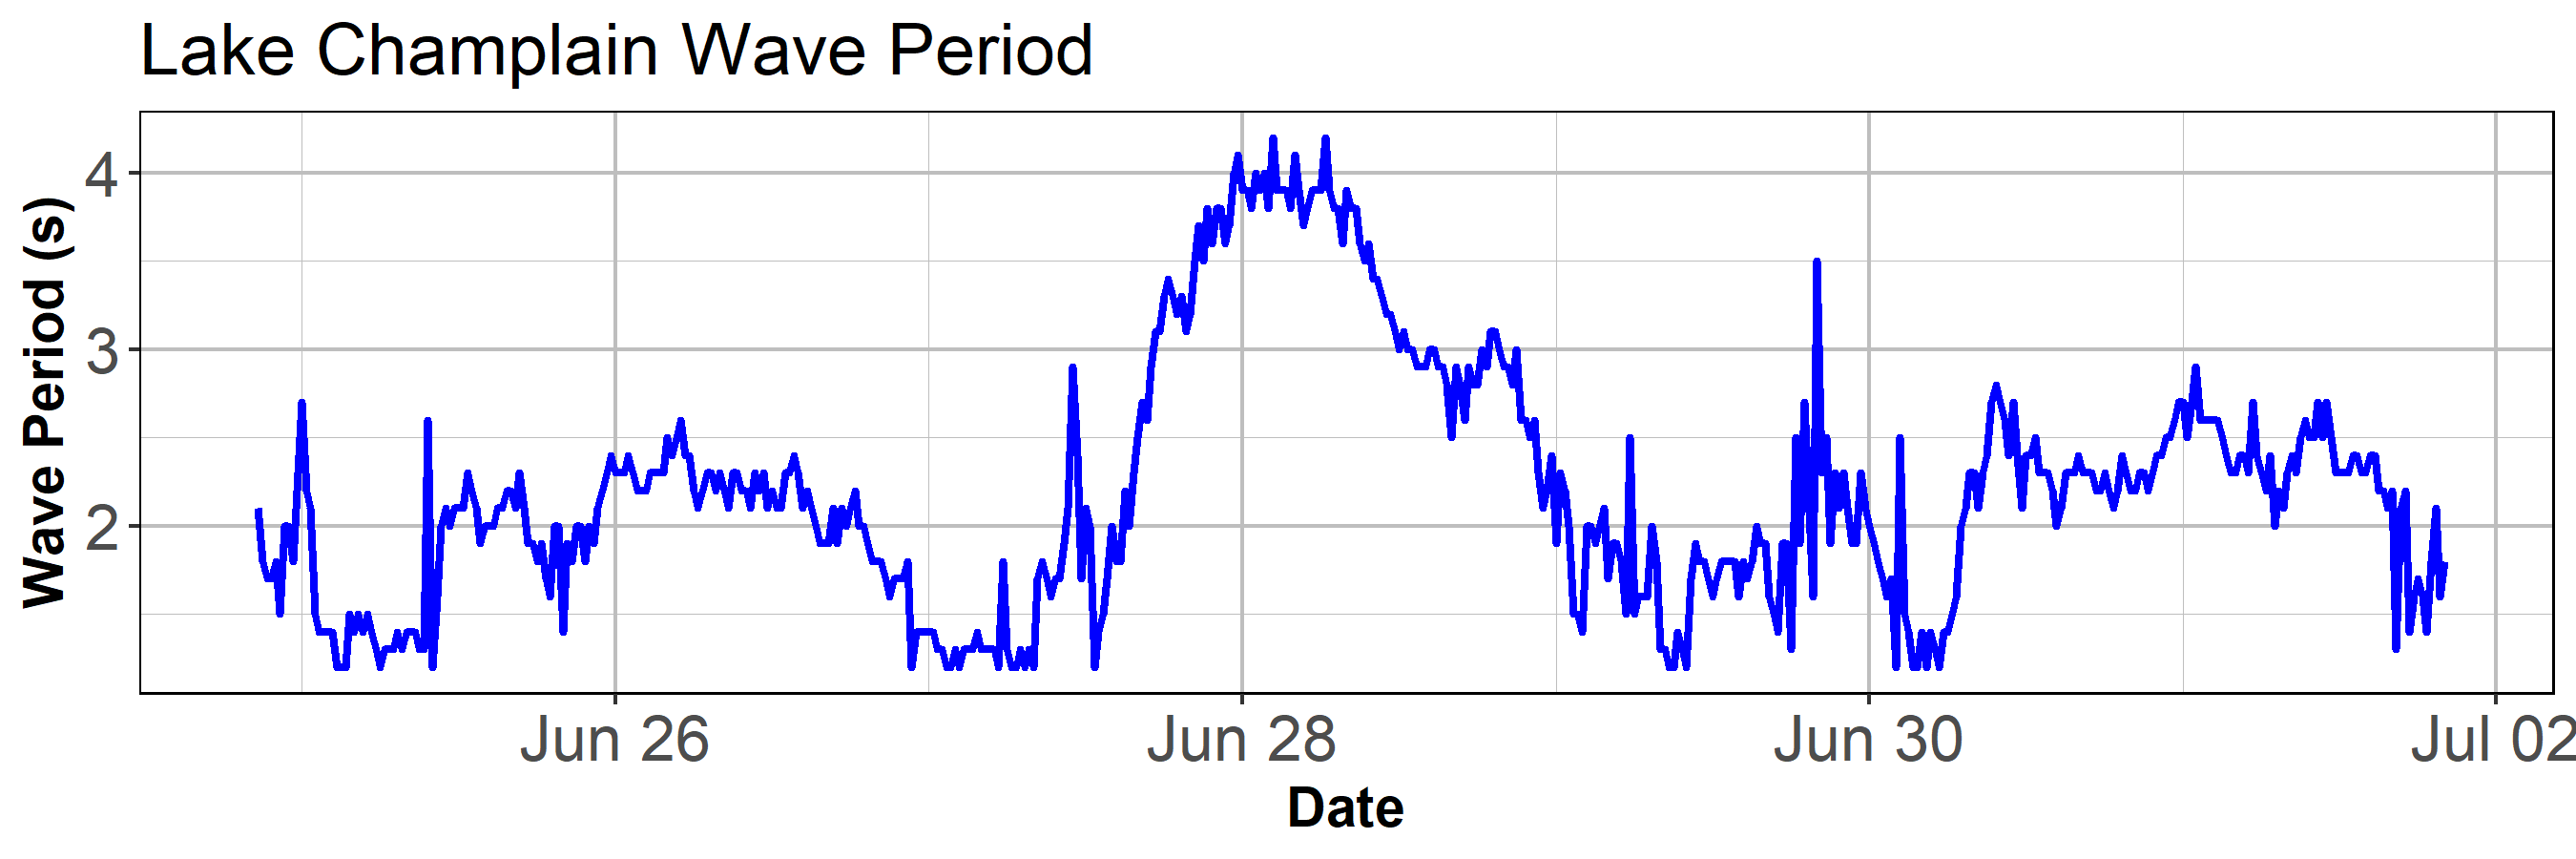 Lake Champlain Wave Period
Wave Period (s)
4
3
2
Jun 26
Jun 28
Jun 30
Jul 02
Date